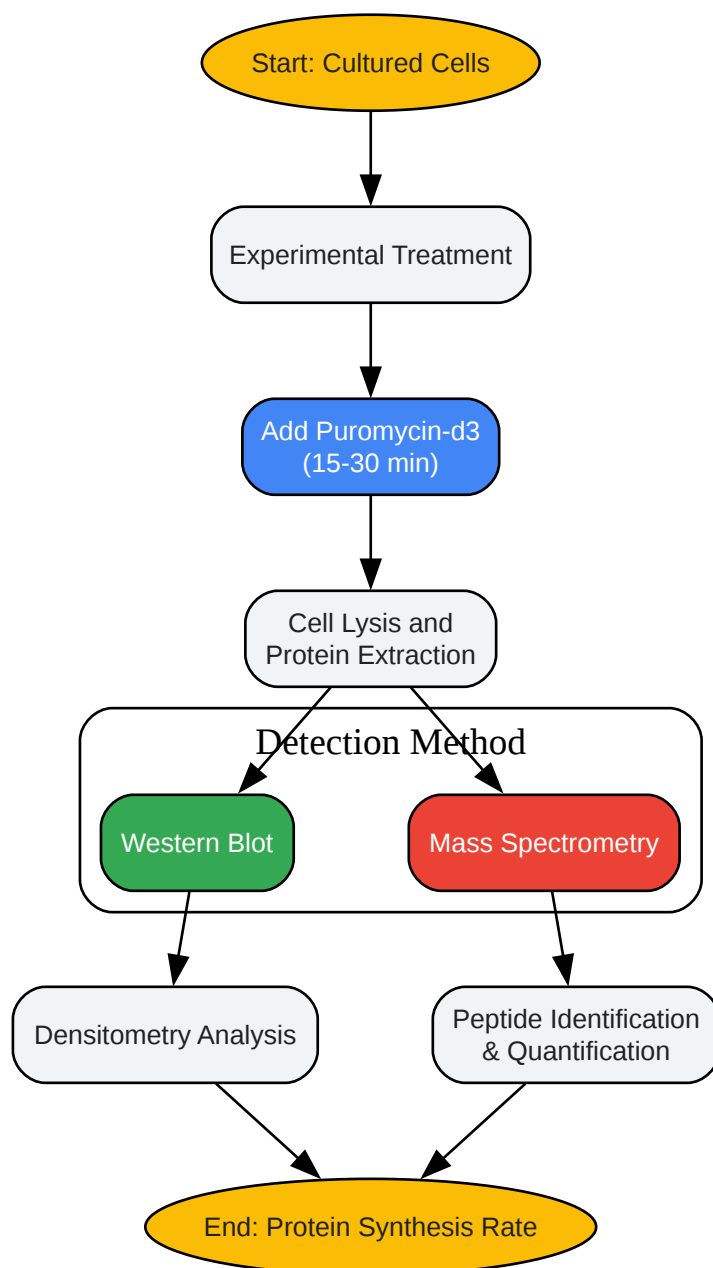 Start: Cultured Cells
Experimental Treatment
Add Puromycin-d3
(15-30 min)
Cell Lysis and
Protein Extraction
Detection Method
Western Blot
Mass Spectrometry
Densitometry Analysis
Peptide Identification
& Quantification
End: Protein Synthesis Rate